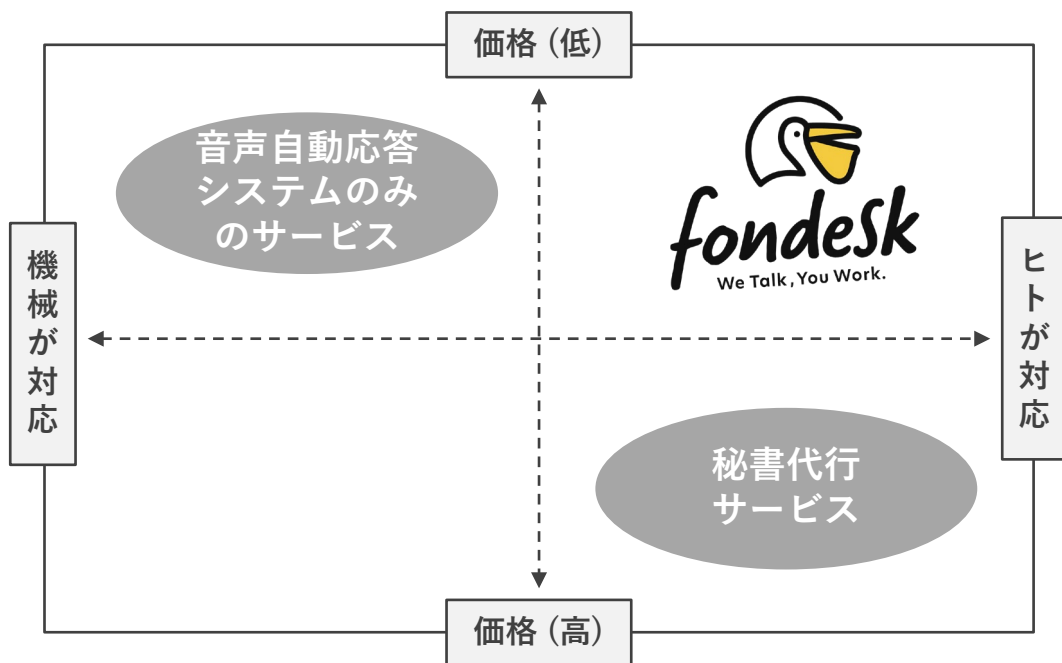 価格（低）
音声自動応答
システムのみ
のサービス
fondesk
We Talk, You Work.
機械が対応
ヒトが対応
秘書代行
サービス
価格（高）